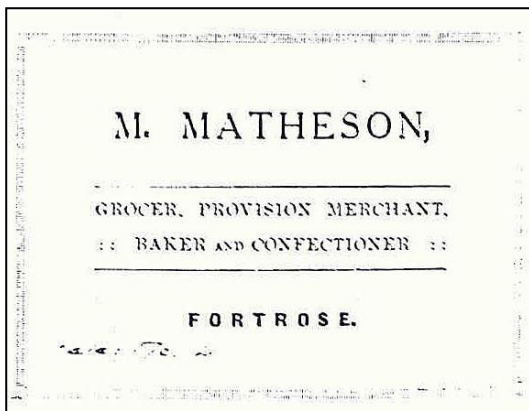 M. MATHESON,
GROCER, PROVISION MERCHANT,
:: BAKER AND CONFECTIONER ::
FORTROSE.